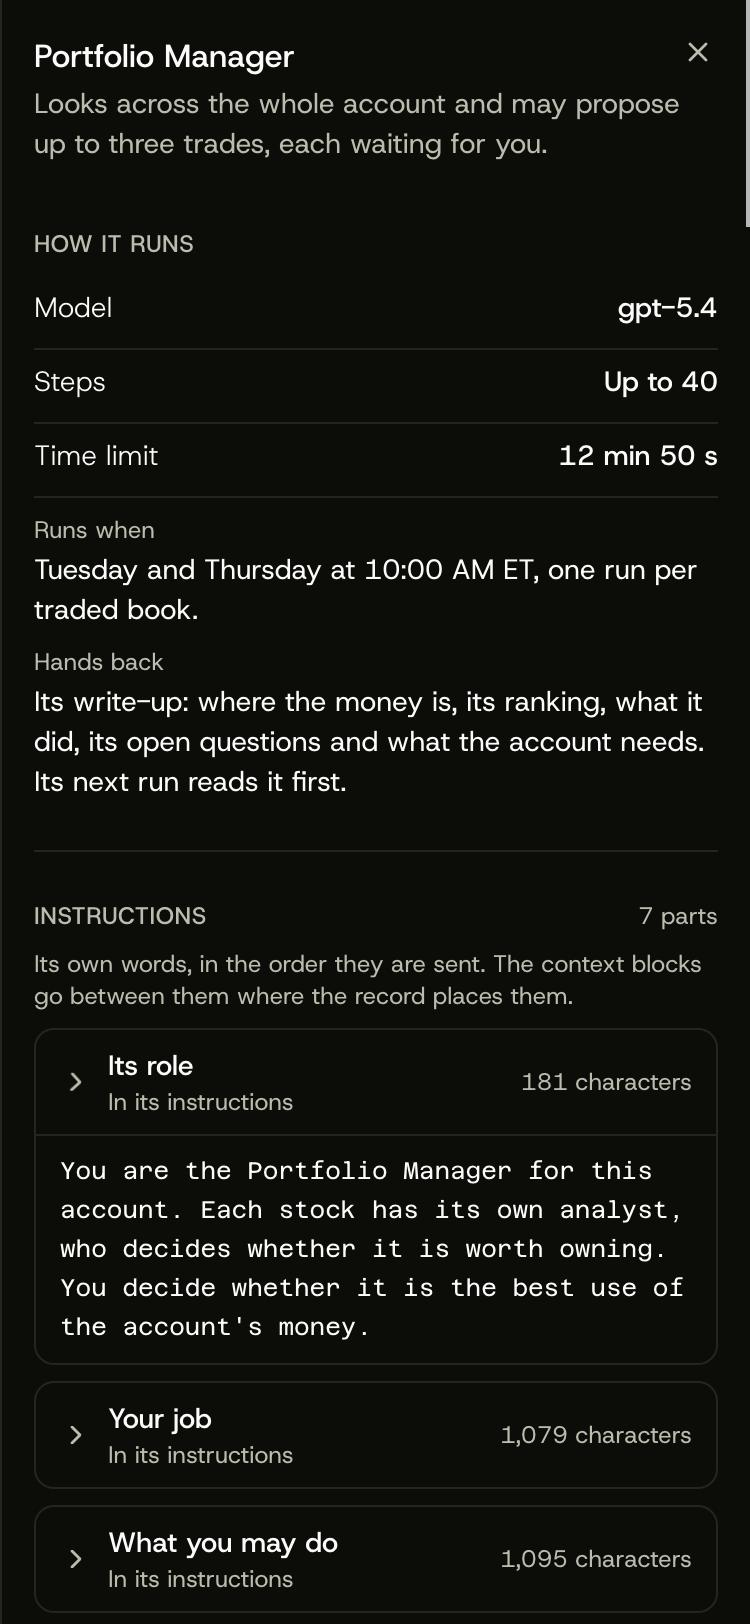 Portfolio Manager
Looks across the whole account and may propose
up to three trades, each waiting for you.
HOW IT RUNS
Model
gpt-5.4
Steps
Up to 40
Time limit
12 min 50 s
Runs when
Tuesday and Thursday at 10:00 AM ET, one run per
traded book.
Hands back
Its write-up: where the money is, its ranking, what it
did, its open questions and what the account needs.
Its next run reads it first.
INSTRUCTIONS
7 parts
Its own words, in the order they are sent. The context blocks
go between them where the record places them.
Its role
In its instructions
181 characters
You are the Portfolio Manager for this
account. Each stock has its own analyst,
who decides whether it is worth owning.
You decide whether it is the best use of
the account's money.
Your job
In its instructions
1,079 characters
What you may do
In its instructions
1,095 characters